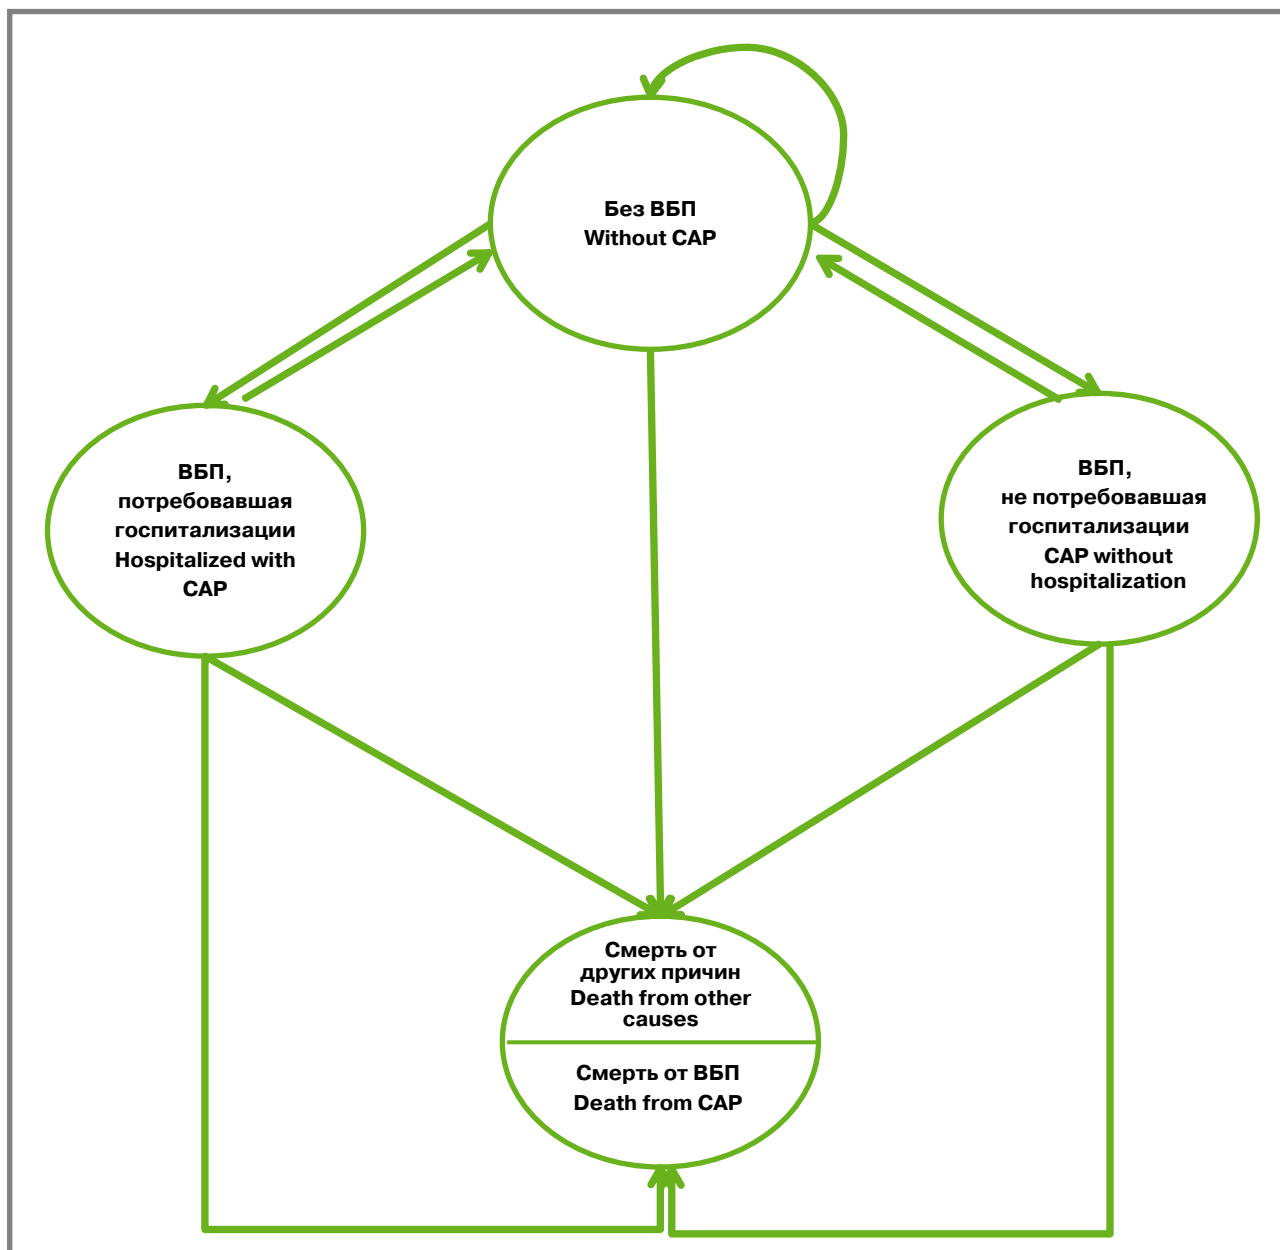 Без ВБП
Without CAP
ВБП,
потребовавшая
госпитализации
Hospitalized with
CAP
ВБП,
не потребовавшая
госпитализации
CAP without
hospitalization
Смерть от
других причин
Death from other
causes
Смерть от ВБП
Death from CAP